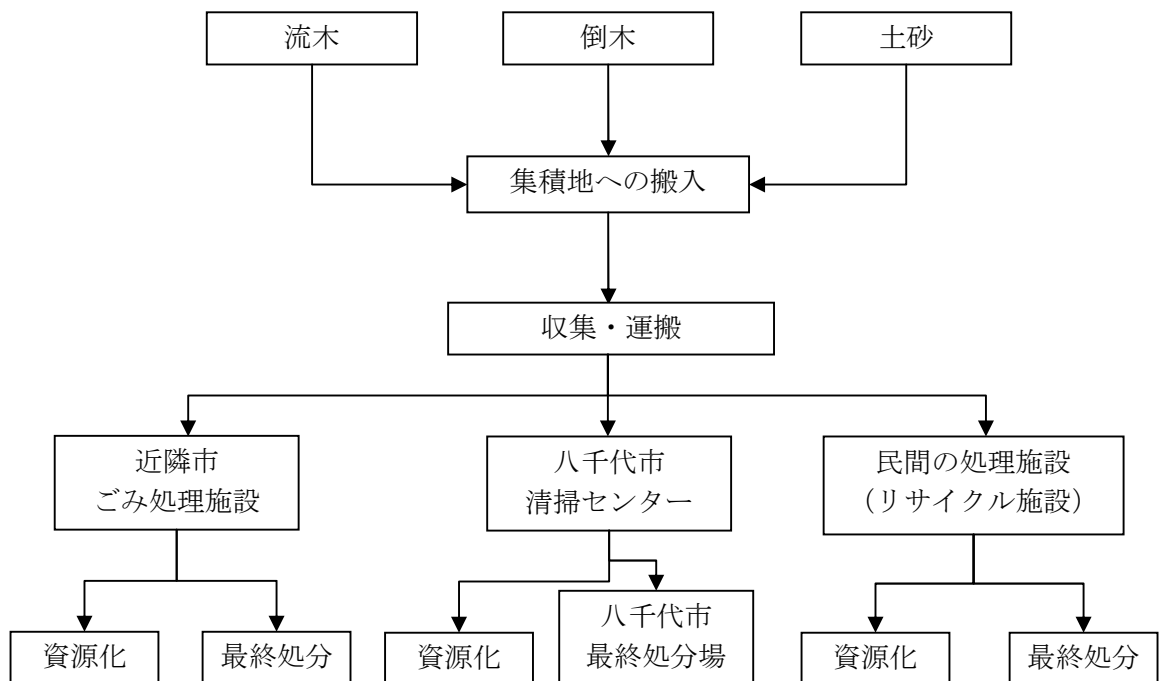 流木
倒木
土砂
集積地への搬入
収集・運搬
近隣市
ごみ処理施設
八千代市
清掃センター
民間の処理施設
(リサイクル施設)
資源化
最終処分
資源化
八千代市
最終処分場
資源化
最終処分